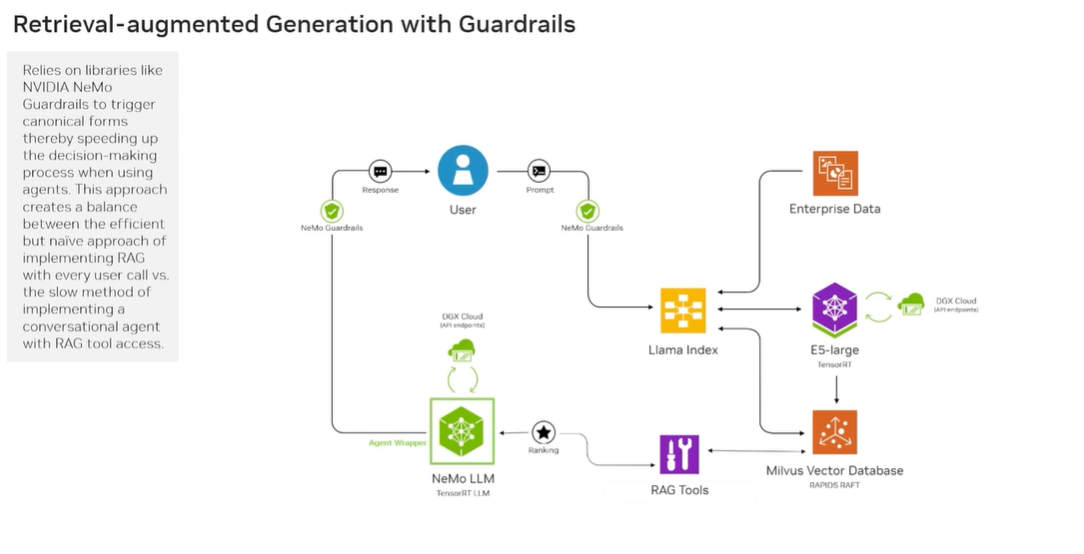 Retrieval-augmented Generation with Guardrails
Relies on libraries like
NVIDIA NeMo
Guardrails to trigger
canonical forms
thereby speeding up
the decision-making
process when using
agents. This approach
creates a balance
between the efficient
but naïve approach of
implementing RAG
with every user call vs.
the slow method of
implementing a
conversational agent
with RAG tool access.
Response
User
Prompt
NeMo Guardrails
NeMo Guardrails
Enterprise Data
Llama Index
E5-large
TensorRT
DGX Cloud
(API endpoints)
DGX Cloud
(API endpoints)
Agent Wrapper
NeMo LLM
TensorRT LLM
Ranking
RAG Tools
Milvus Vector Database
RAPIDS RAFT